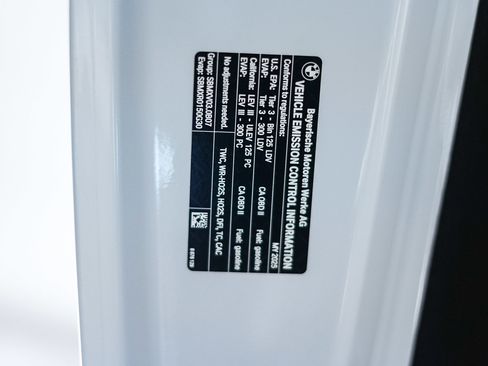 Bayerische Motoren Werke AG
VEHICLE EMISSION CONTROL INFORMATION
Conforms to regulations: MY 2025
U.S. EPA: Tier 3 - Bin 125 LDV CA OBD II Fuel: gasoline
EVAP: Tier 3 - 300 LDV
California: LEV III - ULEV 125 PC CA OBD II Fuel: gasoline
EVAP: LEV III - 300 PC
No adjustments needed. TWC, WR-HO2S, HO2S, DFI, TC, CAC
Group: SBMXV03.0B07
Evap: SBMXR0150G30